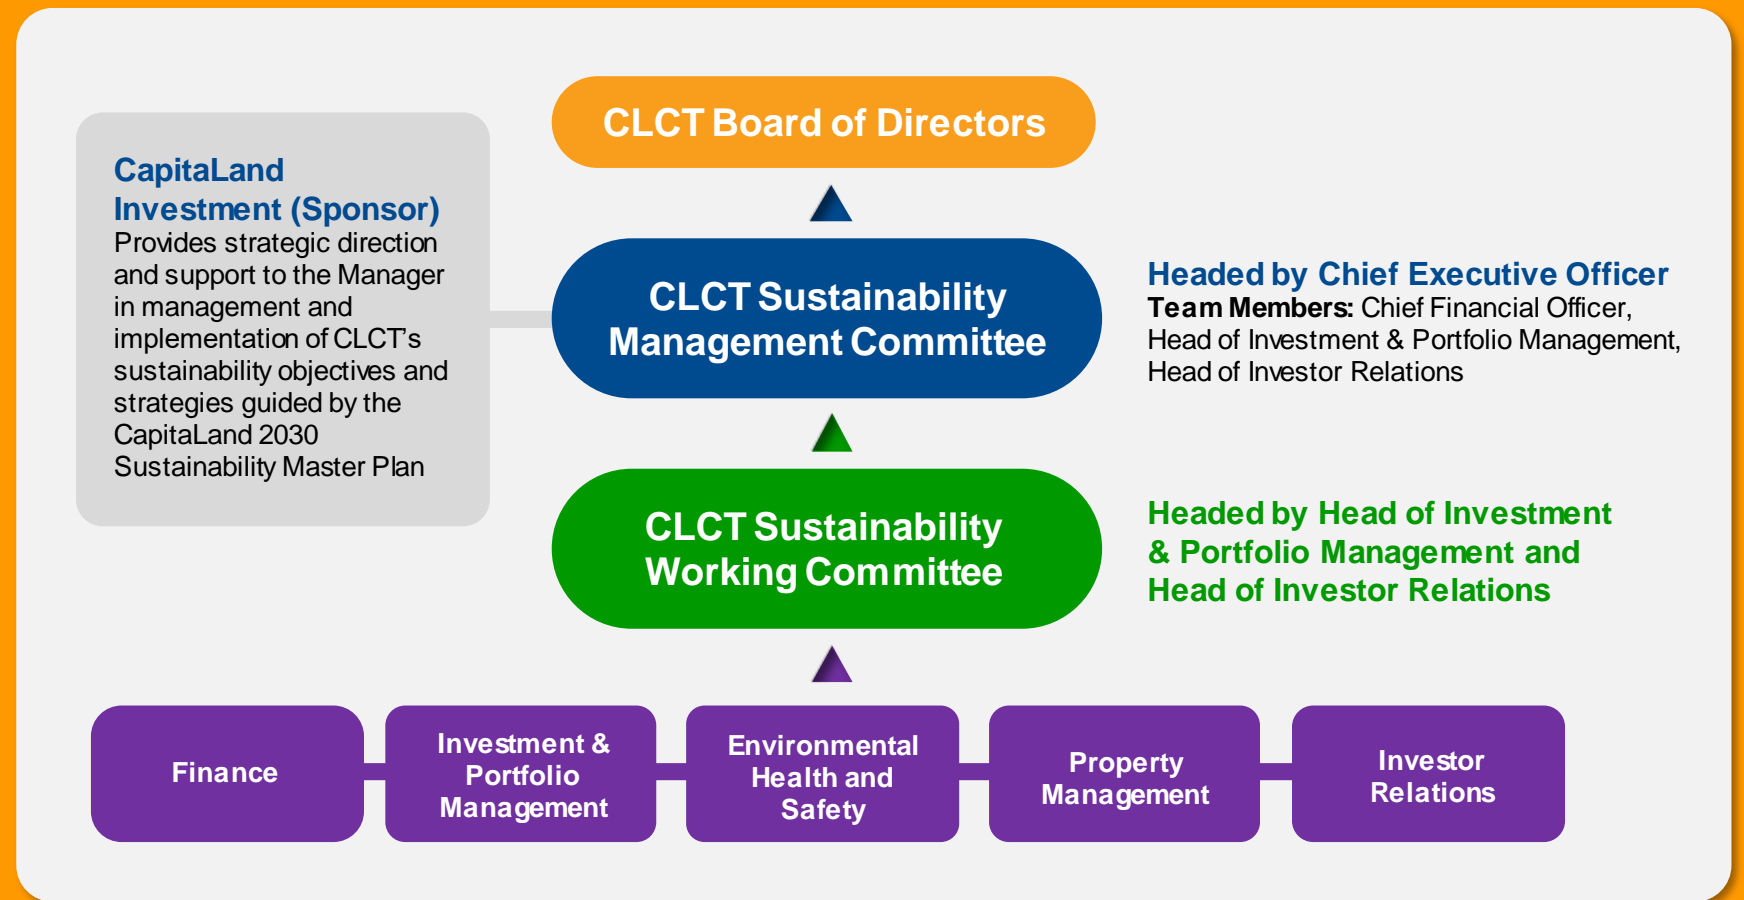 CLCT Board of Directors
CapitaLand
Investment (Sponsor)
Provides strategic direction
and support to the Manager
in management and
implementation of CLCT's
sustainability objectives and
strategies guided by the
CapitaLand 2030
Sustainability Master Plan
CLCT Sustainability
Management Committee
Headed by Chief Executive Officer
Team Members: Chief Financial Officer,
Head of Investment & Portfolio Management,
Head of Investor Relations
CLCT Sustainability
Working Committee
Headed by Head of Investment
& Portfolio Management and
Head of Investor Relations
Finance
Investment &
Portfolio
Management
Environmental
Health and
Safety
Property
Management
Investor
Relations